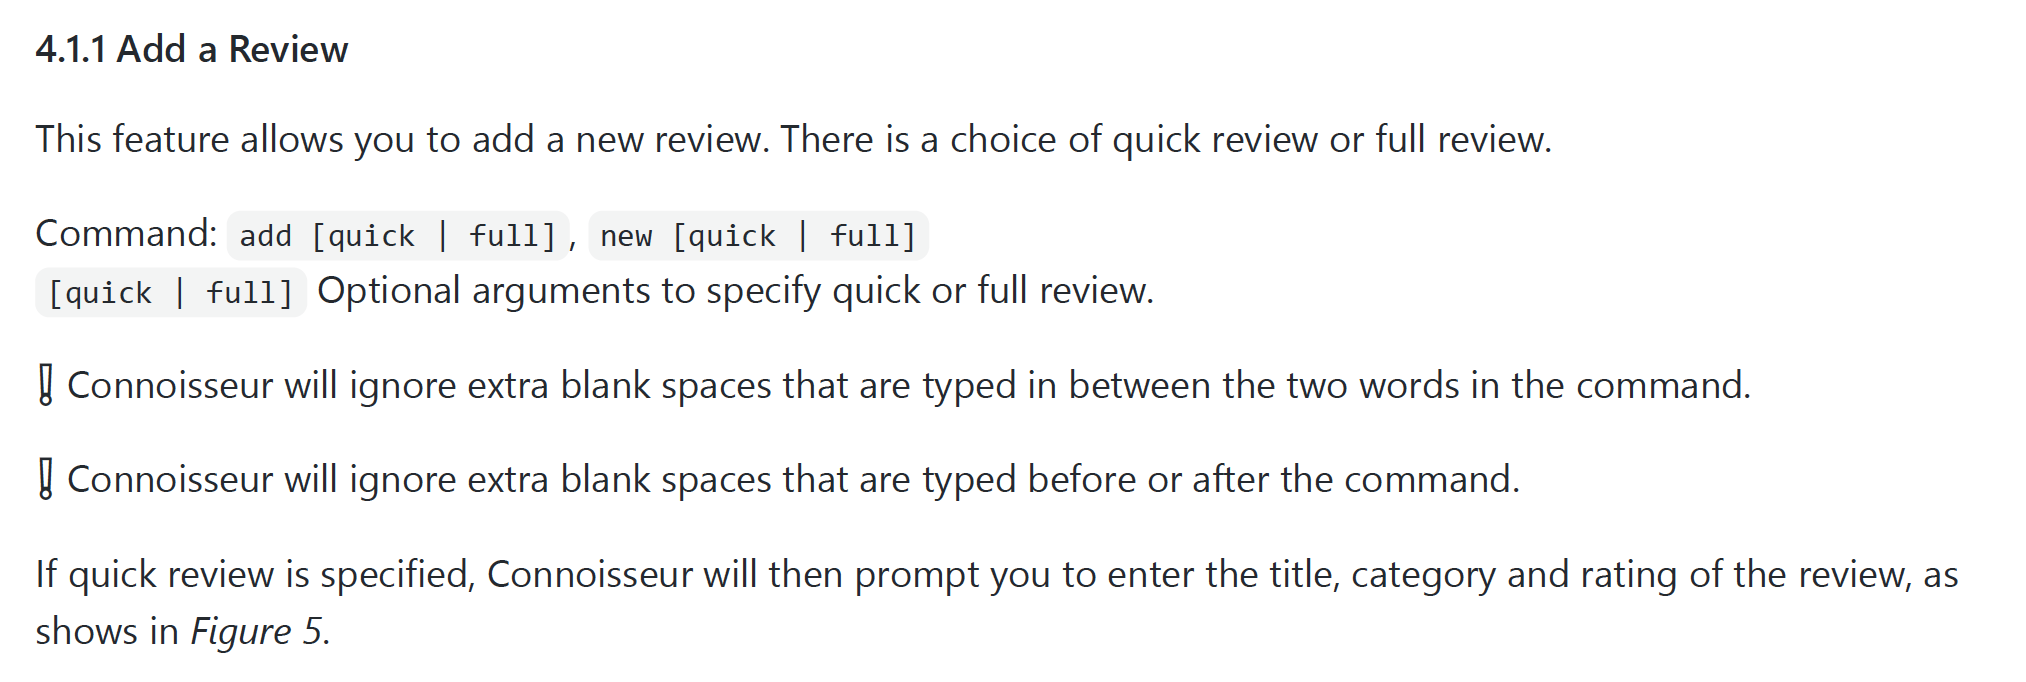 4.1.1 Add a Review
This feature allows you to add a new review. There is a choice of quick review or full review.
Command: add [quick | full], new [quick | full]
[quick | full] Optional arguments to specify quick or full review.
❕ Connoisseur will ignore extra blank spaces that are typed in between the two words in the command.
❕ Connoisseur will ignore extra blank spaces that are typed before or after the command.
If quick review is specified, Connoisseur will then prompt you to enter the title, category and rating of the review, as
shows in Figure 5.